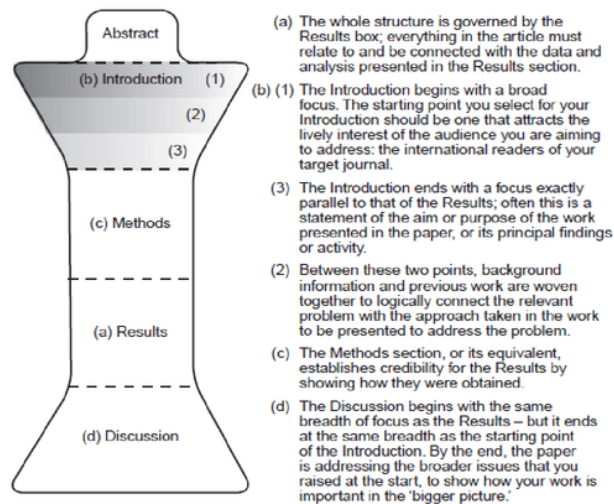 Abstract
(b) Introduction (1)
(2)
(3)
(c) Methods
(a) Results
(d) Discussion
(a) The whole structure is governed by the
Results box; everything in the article must
relate to and be connected with the data and
analysis presented in the Results section.
(b) (1) The Introduction begins with a broad
focus. The starting point you select for your
Introduction should be one that attracts the
lively interest of the audience you are aiming
to address: the international readers of your
target journal.
(3) The Introduction ends with a focus exactly
parallel to that of the Results; often this is a
statement of the aim or purpose of the work
presented in the paper, or its principal findings
or activity.
(2) Between these two points, background
information and previous work are woven
together to logically connect the relevant
problem with the approach taken in the work
to be presented to address the problem.
(c) The Methods section, or its equivalent,
establishes credibility for the Results by
showing how they were obtained.
(d) The Discussion begins with the same
breadth of focus as the Results – but it ends
at the same breadth as the starting point
of the Introduction. By the end, the paper
is addressing the broader issues that you
raised at the start, to show how your work is
important in the 'bigger picture.'